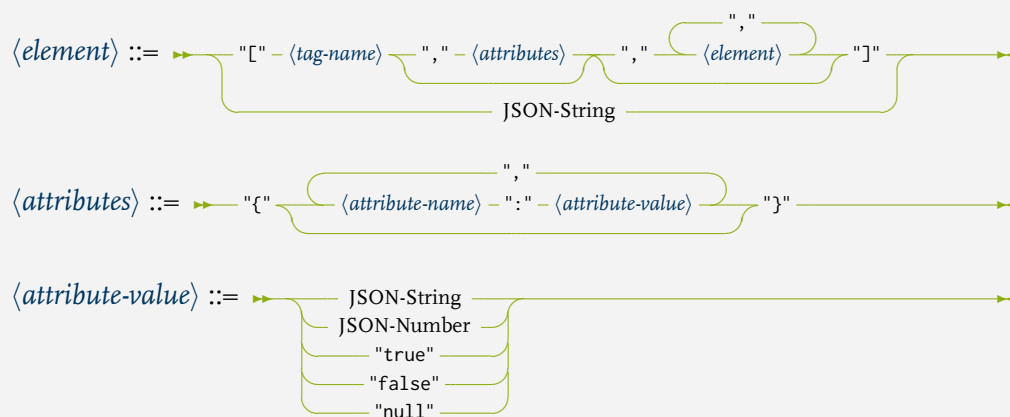 ","
⟨element⟩ ::= "[" ⟨tag-name⟩ "," ⟨attributes⟩ "," ⟨element⟩ "]"
JSON-String
","
⟨attributes⟩ ::= "{" ⟨attribute-name⟩ ":" ⟨attribute-value⟩ "}"
⟨attribute-value⟩ ::= JSON-String
JSON-Number
"true"
"false"
"null"